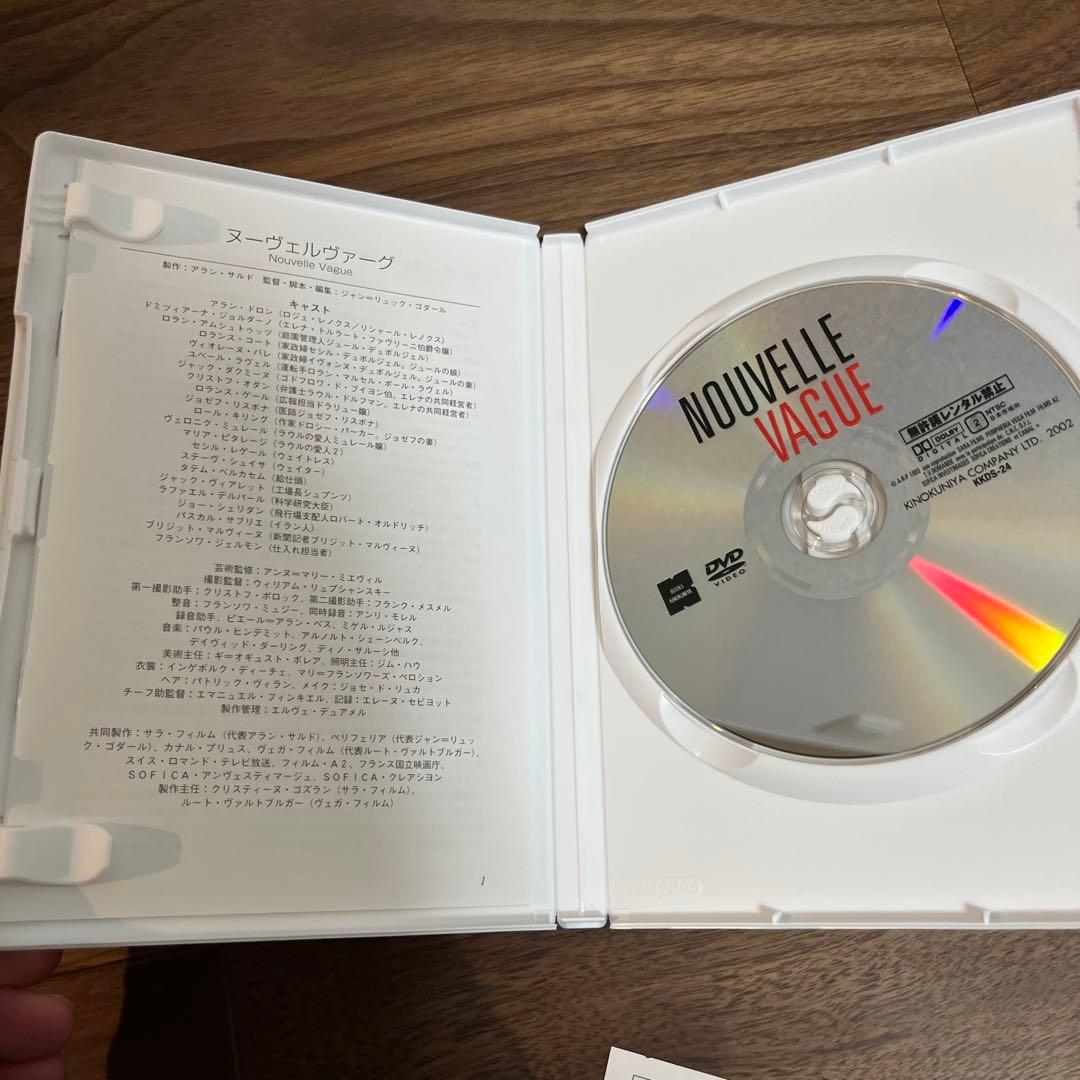 ヌーヴェルヴァーグ
Nouvelle Vague
製作：アラン・サルド 監督・脚本・編集：ジャン＝リュック・ゴダール
キャスト
アラン・ドロン（ロジェ・レノックス／リシャール・レノクス）
ドミツィアーナ・ジョルダーノ（エレナ・トルラート・ファヴリーニ伯爵令嬢）
ロラン・アムシュトゥッツ（庭園管理人ジュール・デュボルジェル）
ロランス・コート（家政婦セシル・デュボルジェル。ジュールの娘）
ヴィオレーヌ・バレ（家政婦イヴォンヌ・デュボルジェル。ジュールの妻）
ユベール・ラヴェル（運転手ロラン・マルセル・ポール・ラヴェル）
ジャック・ダクミーヌ（ゴドフロワ・ド・ブイヨン伯。エレナの共同経営者）
クリストフ・オダン（弁護士ラウル・ドルフマン。エレナの共同経営者）
ロランス・ゲール（広報担当ドラリュー嬢）
ジョゼフ・リスボナ（医師ジョゼフ・リスボナ）
ロール・キリング（作家ドロシー・パーカー。ジョゼフの妻）
ヴェロニク・ミュレール（ラウルの愛人ミュレール嬢）
マリア・ピタレージ（ラウルの愛人2）
セシル・レゲール（ウェイトレス）
スティーヴ・シュイサ（ウェイター）
タテム・ベルカセム（給仕頭）
ジャック・ヴィアレット（工場長シュプンツ）
ラファエル・デルパール（科学研究大臣）
ジョー・シェリダン（飛行場支配人ロバート・オルドリッチ）
パスカル・サブリエ（イラン人）
ブリジット・マルヴィーヌ（新聞記者ブリジット・マルヴィーヌ）
フランソワ・ジェルモン（仕入れ担当者）
芸術監修：アンヌ＝マリー・ミエヴィル
撮影監督：ウィリアム・リュプシャンスキー
第一撮影助手：クリストフ・ポロック、第二撮影助手：フランク・メスメル
整音：フランソワ・ミュジー、同時録音：アンリ・モレル
録音助手、ピエール＝アラン・ベス、ミゲル・ルジャス
音楽：パウル・ヒンデミット、アルノルト・シェーンベルク、
デイヴィッド・ダーリング、ディノ・サルーシ他
美術主任：ギ＝オギュスト・ボレア、照明主任：ジム・ハウ
衣裳：インゲボルク・ディーチェ、マリ＝フランソワーズ・ペロション
ヘア：パトリック・ヴィラン、メイク：ジョセ・ド・リュカ
チーフ助監督：エマニュエル・フィンキエル、記録：エレーヌ・セビヨット
製作管理：エルヴェ・デュアメル
共同製作：サラ・フィルム（代表アラン・サルド）、ペリフェリア（代表ジャン＝リュッ
ク・ゴダール）、カナル・プリュス、ヴェガ・フィルム（代表ルート・ヴァルトブルガー）、
スイス・ロマンド・テレビ放送、フィルム・A2、フランス国立映画庁、
SOFICA・アンヴェスティマージュ、SOFICA・クレアシヨン
製作主任：クリスティーヌ・ゴズラン（サラ・フィルム）、
ルート・ヴァルトブルガー（ヴェガ・フィルム）
1
NOUVELLE
VAGUE
無許諾レンタル禁止
DOLBY
DIGITAL
2
NTSC
日本市場用
KINOKUNIYA COMPANY LTD. 2002
KKDS-24
DVD
VIDEO
KINOKUNIYA